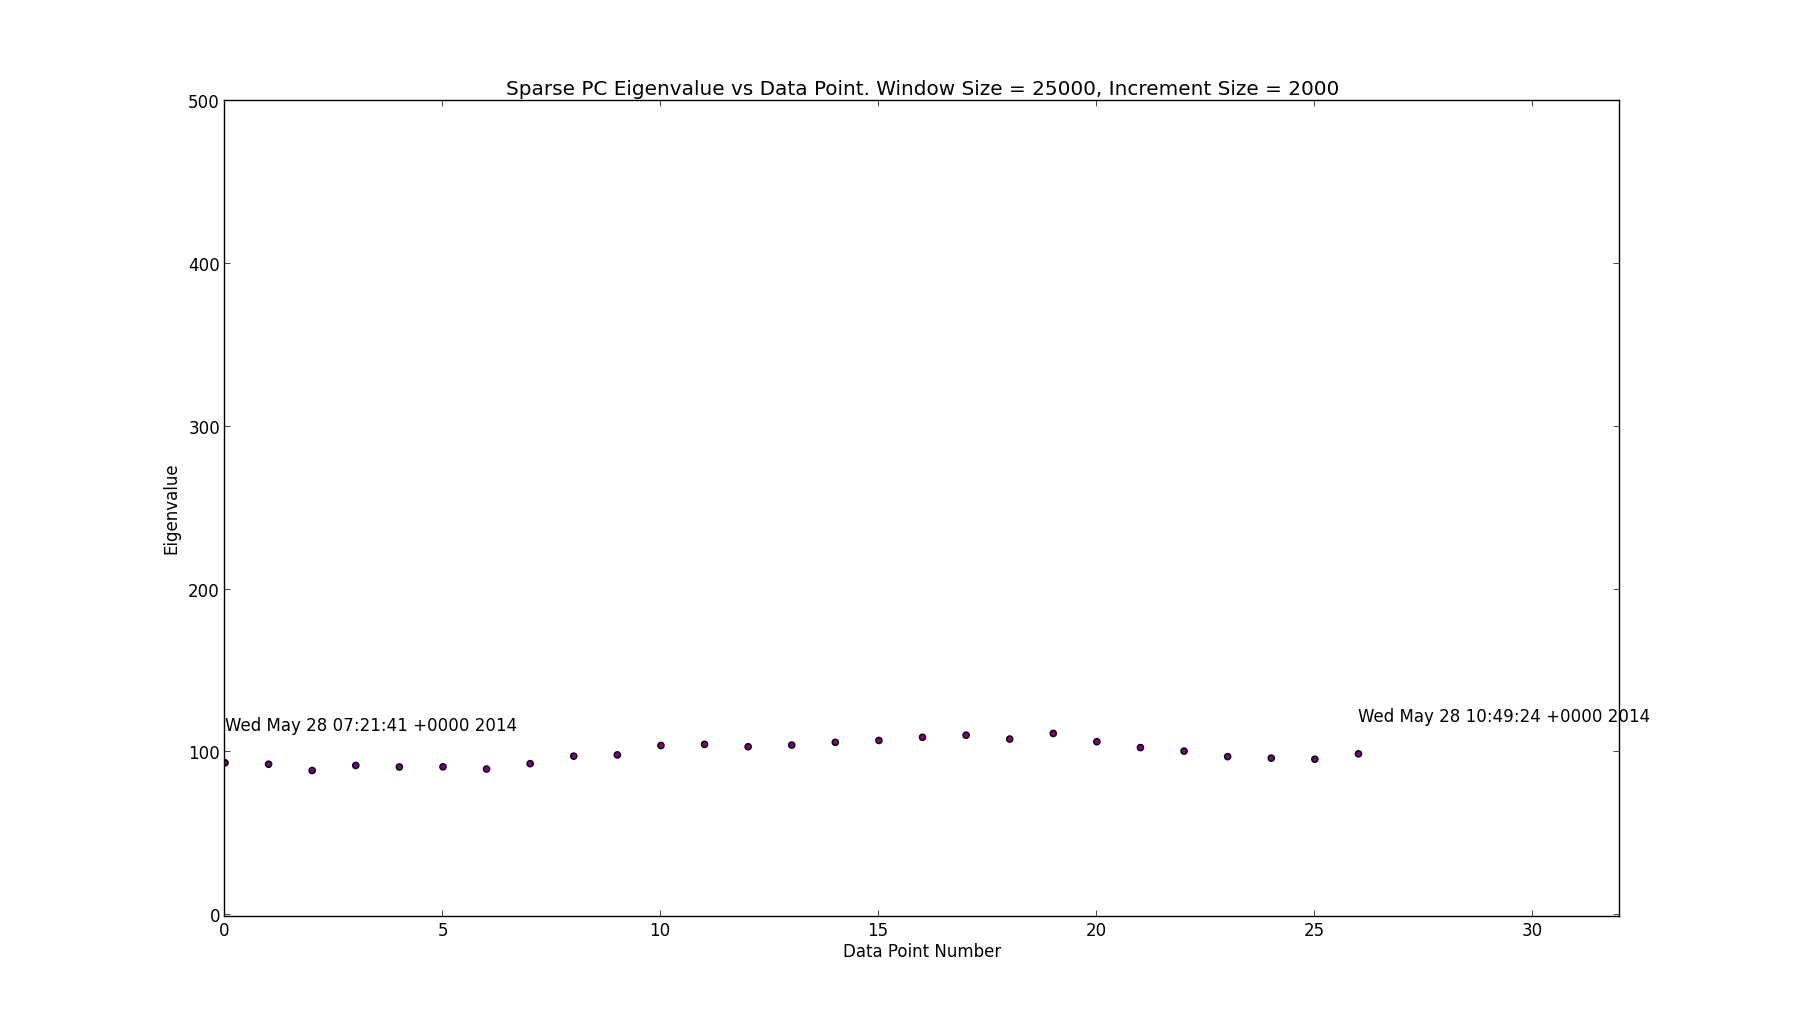 Sparse PC Eigenvalue vs Data Point. Window Size = 25000, Increment Size = 2000
500
400
300
200
100
0
Eigenvalue
Wed May 28 07:21:41 +0000 2014
Wed May 28 10:49:24 +0000 2014
0 5 10 15 20 25 30
Data Point Number